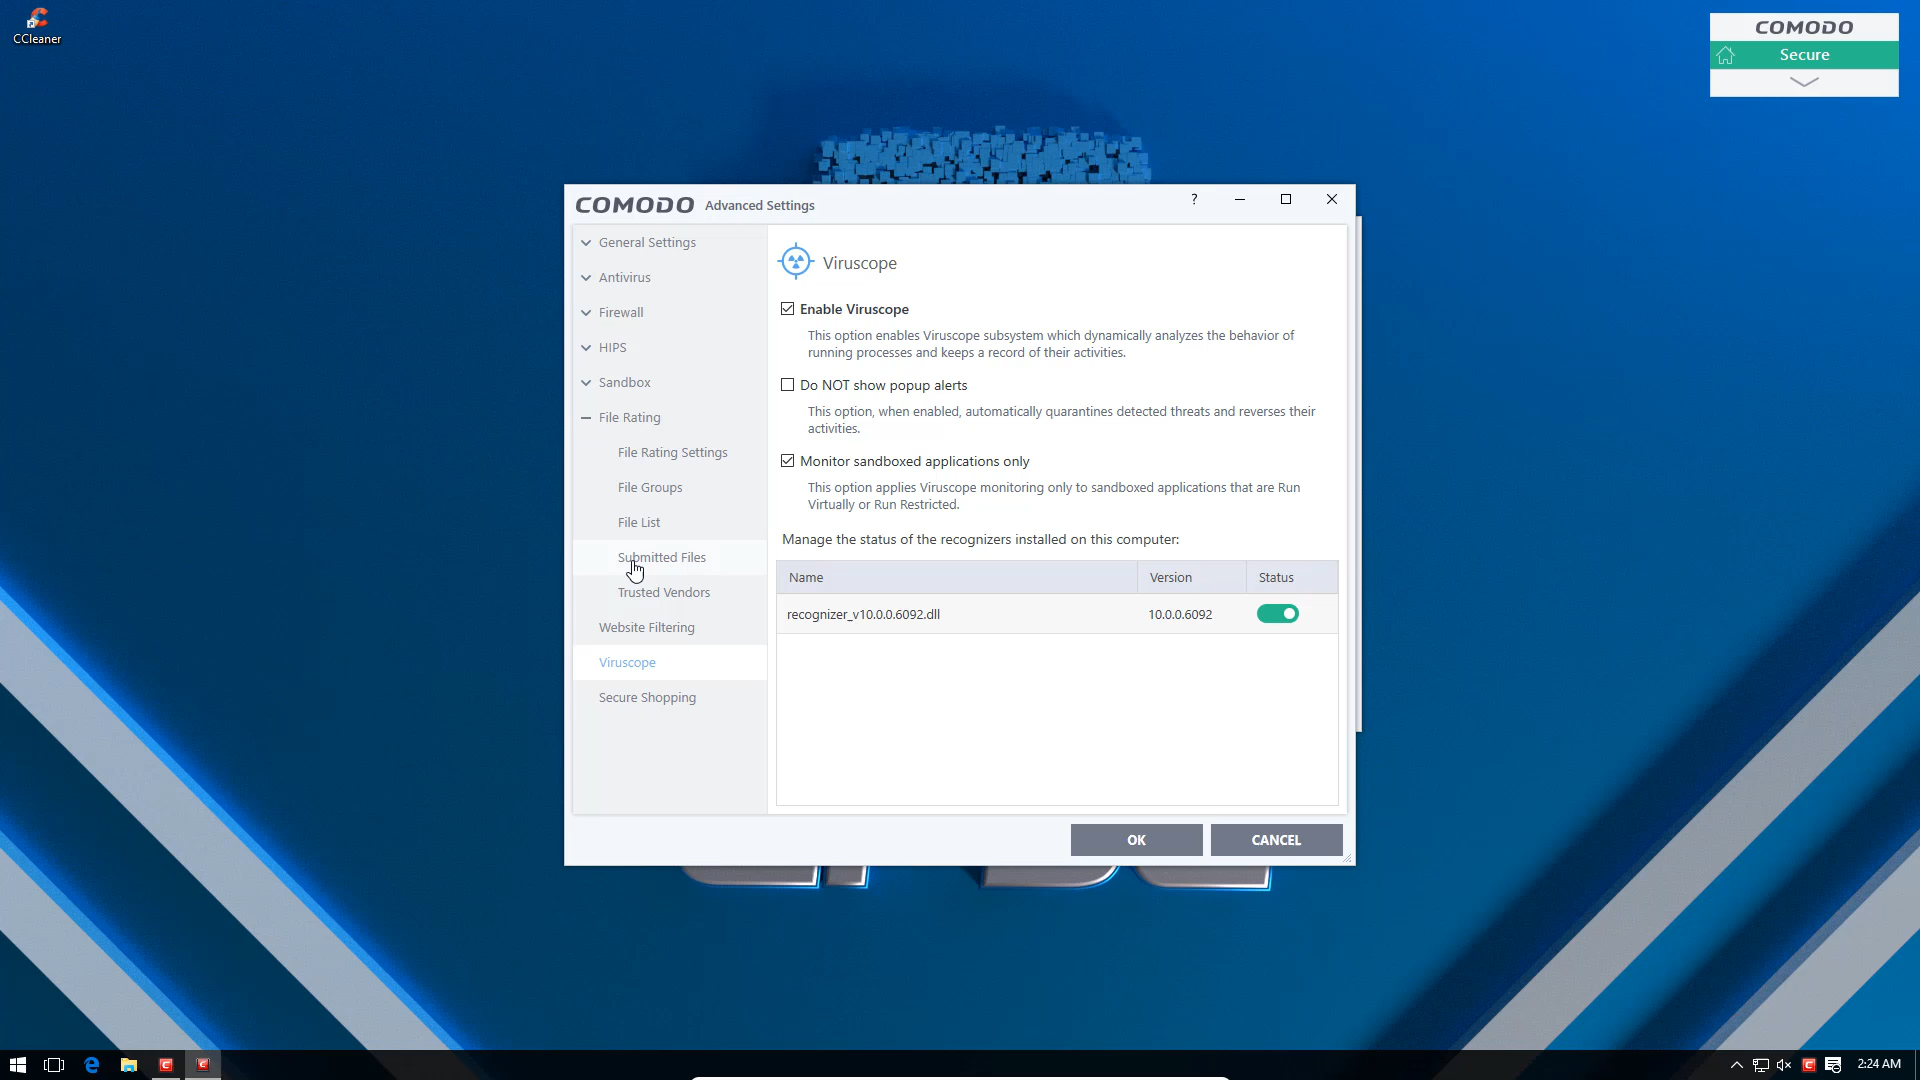 CCleaner
COMODO
Secure
COMODO Advanced Settings
?
General Settings
Antivirus
Firewall
HIPS
Sandbox
File Rating
File Rating Settings
File Groups
File List
Submitted Files
Trusted Vendors
Website Filtering
Viruscope
Secure Shopping
Viruscope
Enable Viruscope
This option enables Viruscope subsystem which dynamically analyzes the behavior of
running processes and keeps a record of their activities.
Do NOT show popup alerts
This option, when enabled, automatically quarantines detected threats and reverses their
activities.
Monitor sandboxed applications only
This option applies Viruscope monitoring only to sandboxed applications that are Run
Virtually or Run Restricted.
Manage the status of the recognizers installed on this computer:
Name Version Status
recognizer_v10.0.0.6092.dll 10.0.0.6092
OK CANCEL
2:24 AM